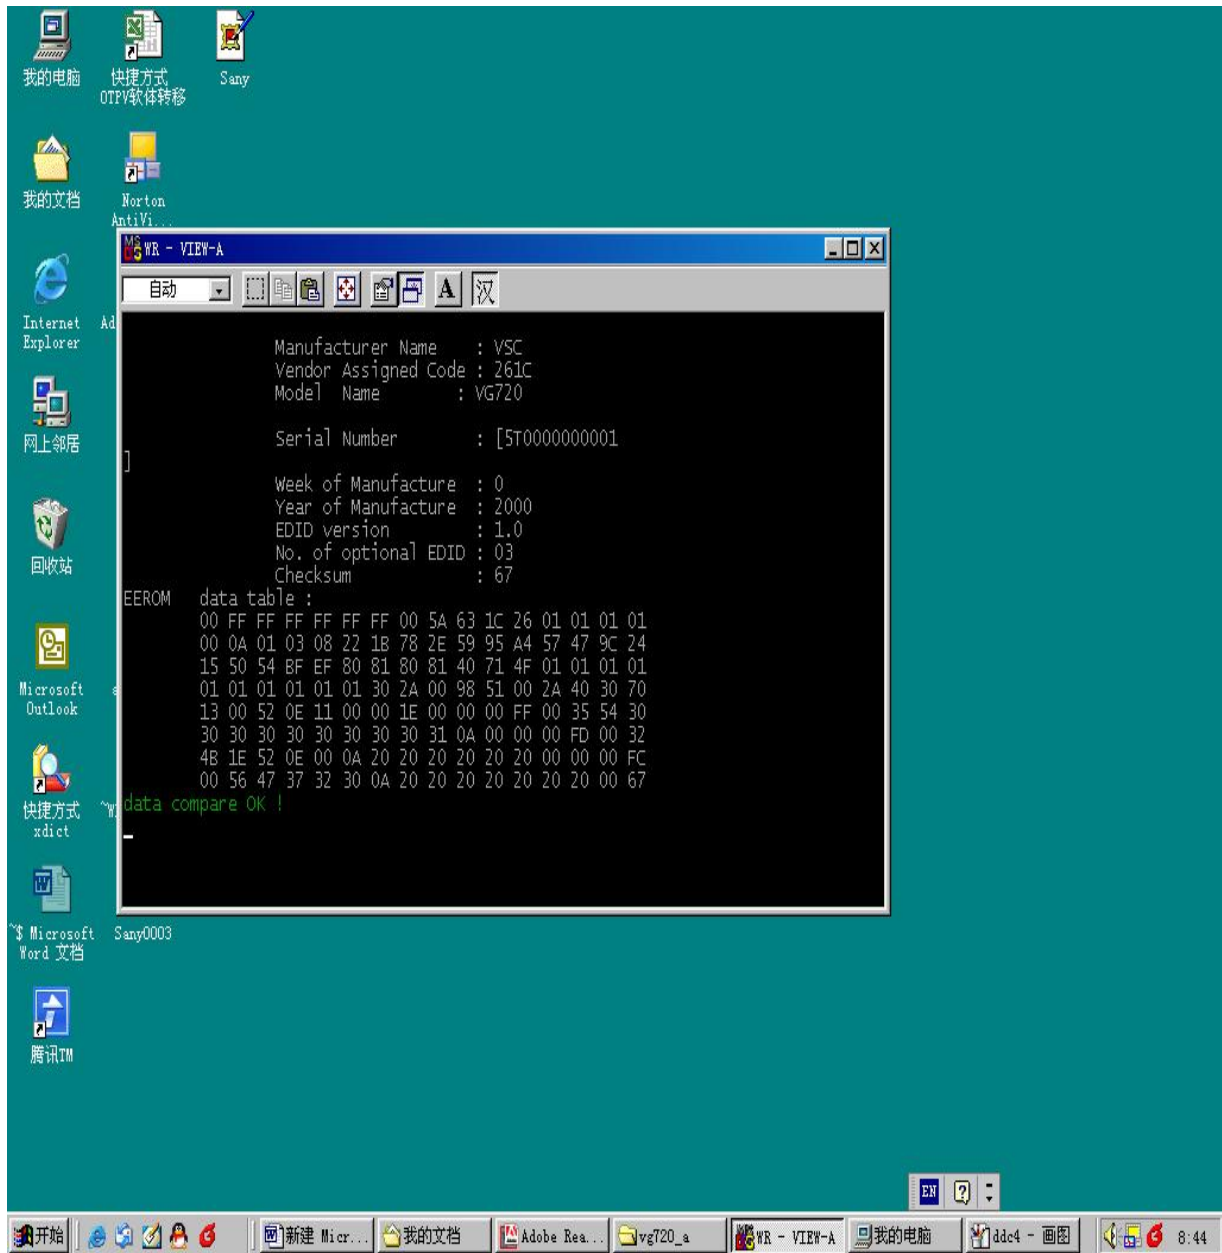 我的电脑
快捷方式
OTPV软体转移
Sany
我的文档
Norton
AntiVi...
WR - VIEW-A
自动
A
汉
Internet
Explorer
Ad
Manufacturer Name : VSC
Vendor Assigned Code : 261C
Model Name : VG720
网上邻居
Serial Number : [5T0000000001
]
Week of Manufacture : 0
Year of Manufacture : 2000
EDID version : 1.0
No. of optional EDID : 03
Checksum : 67
回收站
EEROM data table :
00 FF FF FF FF FF FF 00 5A 63 1C 26 01 01 01 01
00 0A 01 03 08 22 1B 78 2E 59 95 A4 57 47 9C 24
15 50 54 BF EF 80 81 80 81 40 71 4F 01 01 01 01
01 01 01 01 01 01 30 2A 00 98 51 00 2A 40 30 70
13 00 52 0E 11 00 00 1E 00 00 00 FF 00 35 54 30
30 30 30 30 30 30 30 30 31 0A 00 00 00 FD 00 32
4B 1E 52 0E 00 0A 20 20 20 20 20 20 00 00 00 FC
00 56 47 37 32 30 0A 20 20 20 20 20 20 20 00 67
data compare OK !
Microsoft
Outlook
快捷方式
xdict
~$ Microsoft
Word 文档
Sany0003
腾讯TM
EN
开始
新建 Micr...
我的文档
Adobe Rea...
vg720_a
WR - VIEW-A
我的电脑
ddc4 - 画图
8:44